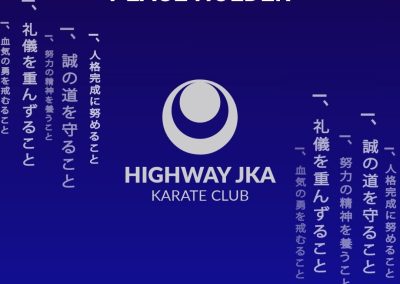 PLACE HOLDER
一、人格完成に努めること
一、誠の道を守ること
一、努力の精神を養うこと
一、礼儀を重んずること
一、血気の勇を戒むること
HIGHWAY JKA
KARATE CLUB
一、人格完成に努めること
一、誠の道を守ること
一、努力の精神を養うこと
一、礼儀を重んずること
一、血気の勇を戒むること